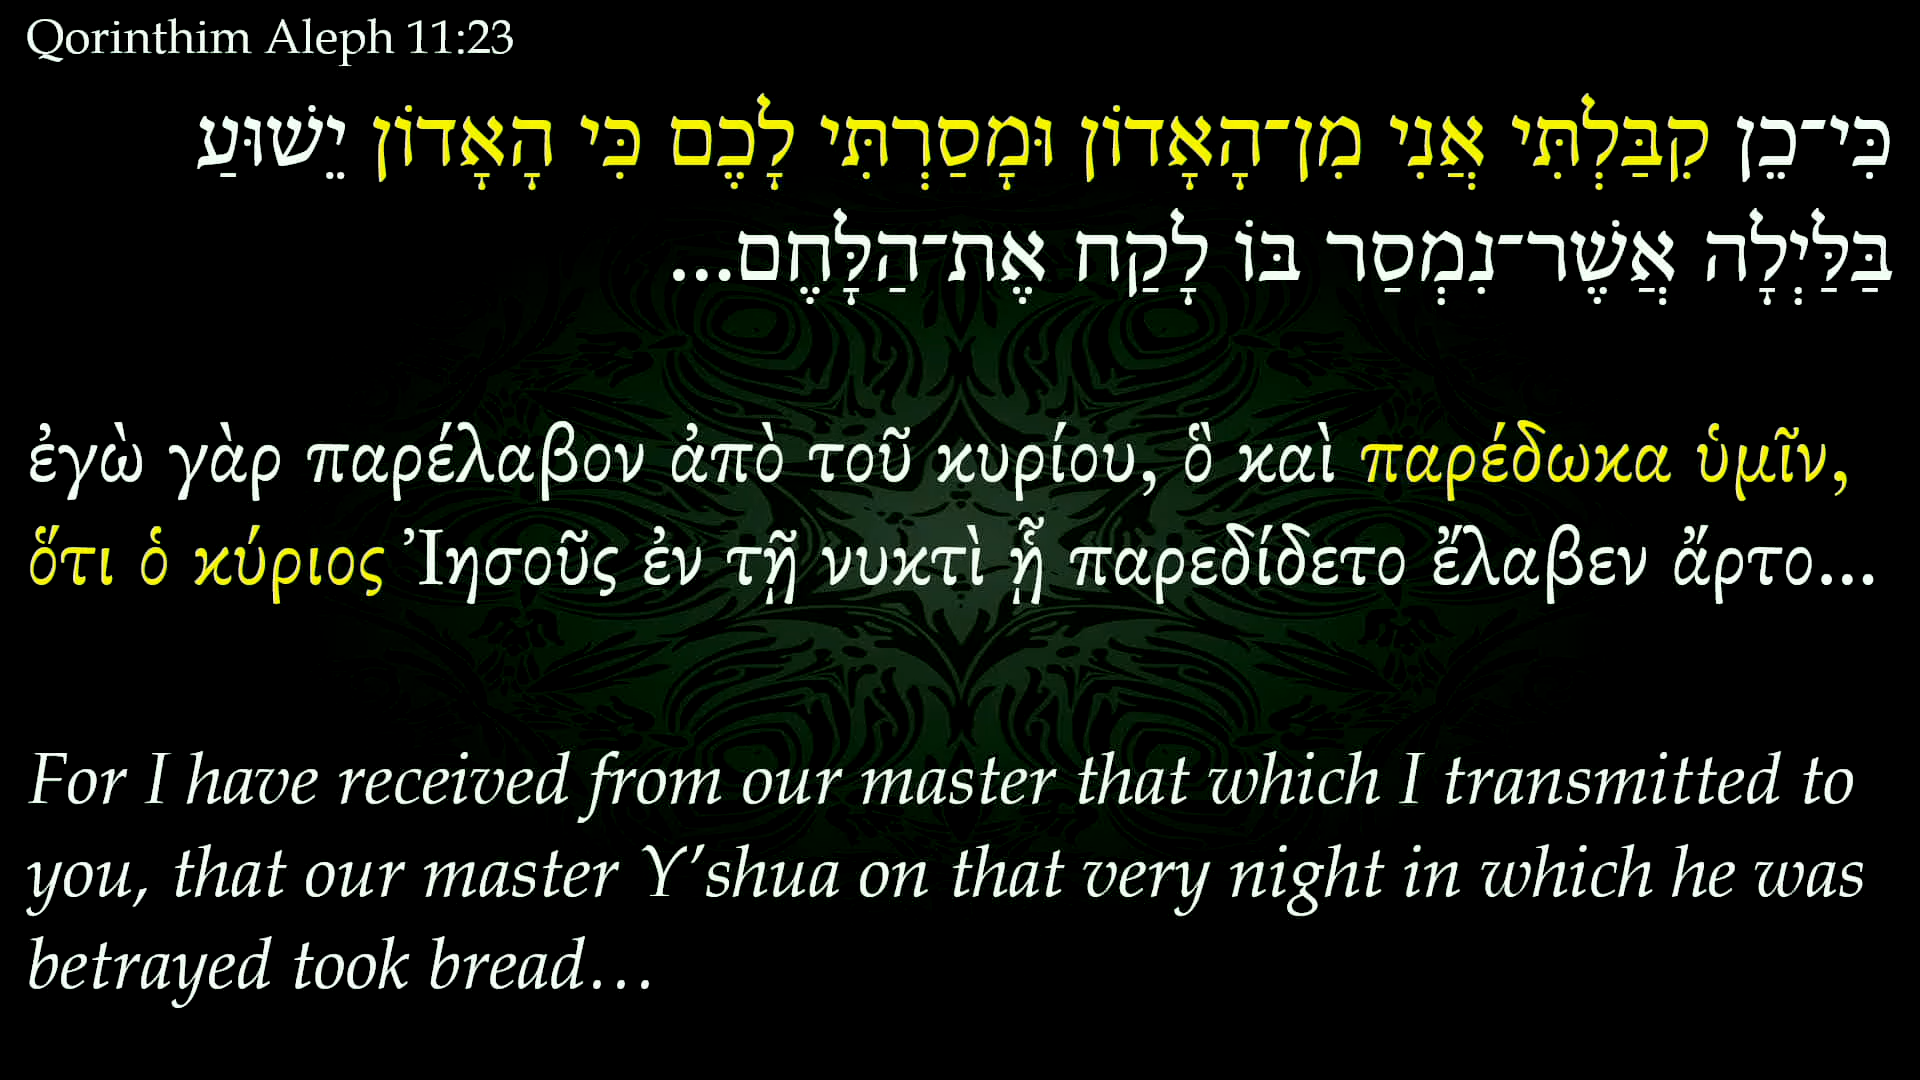 Qorinthim Aleph 11:23
כִּי־כֵן קִבַּלְתִּי אֲנִי מִן־הָאָדוֹן וּמָסַרְתִּי לָכֶם כִּי הָאָדוֹן יֵשׁוּעַ
בַּלַּיְלָה אֲשֶׁר־נִמְסַר בּוֹ לָקַח אֶת־הַלָּחֶם...
ἐγὼ γὰρ παρέλαβον ἀπὸ τοῦ κυρίου, ὃ καὶ παρέδωκα ὑμῖν,
ὅτι ὁ κύριος Ἰησοῦς ἐν τῇ νυκτὶ ᾗ παρεδίδετο ἔλαβεν ἄρτο...
For I have received from our master that which I transmitted to
you, that our master Y’shua on that very night in which he was
betrayed took bread…